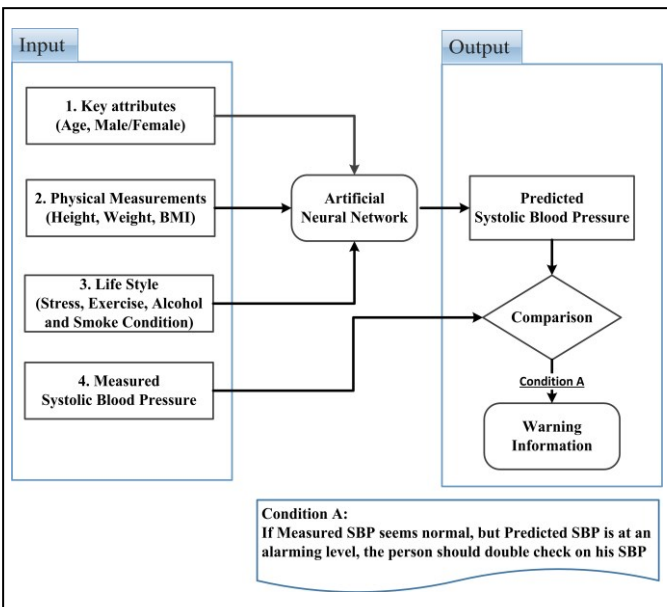 Input
Output
1. Key attributes
(Age, Male/Female)
2. Physical Measurements
(Height, Weight, BMI)
3. Life Style
(Stress, Exercise, Alcohol
and Smoke Condition)
4. Measured
Systolic Blood Pressure
Artificial
Neural Network
Predicted
Systolic Blood Pressure
Comparison
Condition A
Warning
Information
Condition A:
If Measured SBP seems normal, but Predicted SBP is at an
alarming level, the person should double check on his SBP